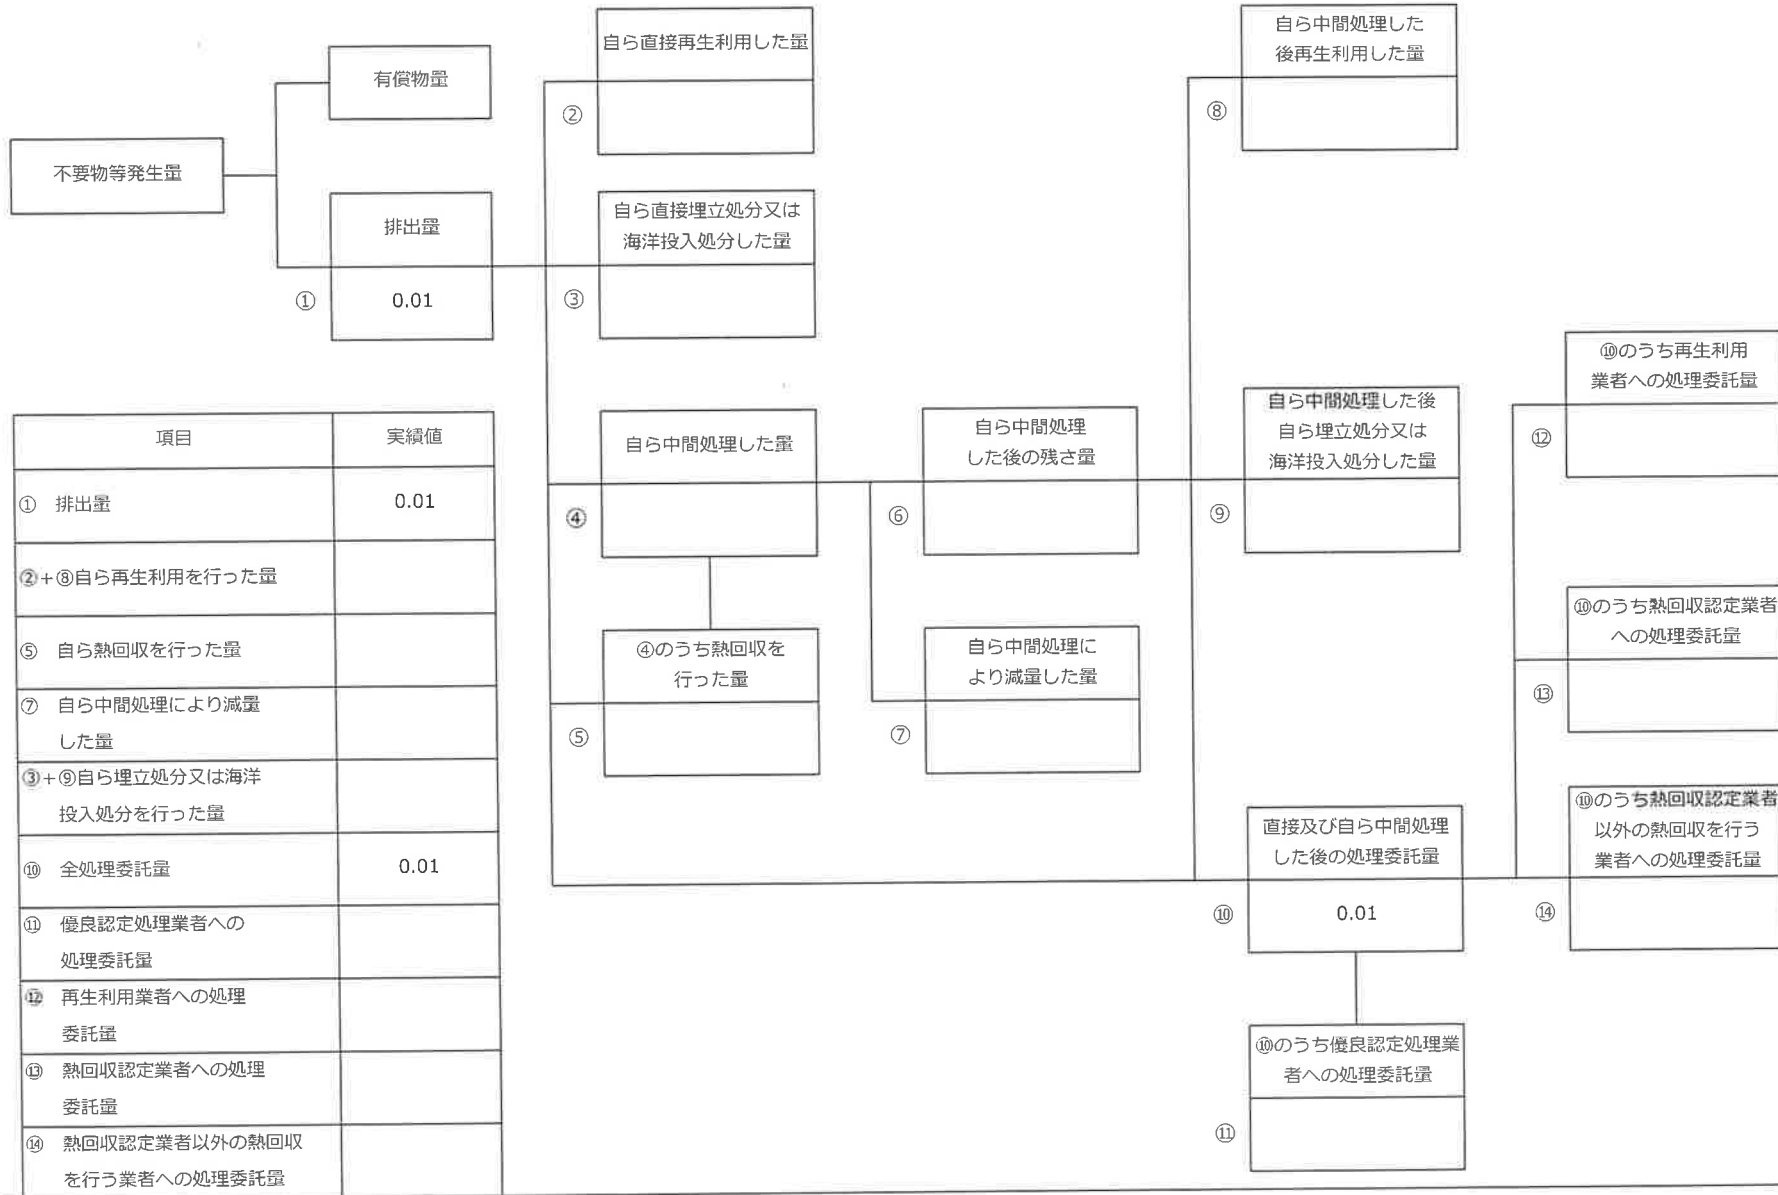 不要物等発生量
有償物量
排出量
①
0.01
自ら直接再生利用した量
②
自ら直接埋立処分又は
海洋投入処分した量
③
自ら中間処理した量
④
④のうち熱回収を
行った量
⑤
自ら中間処理
した後の残さ量
⑥
自ら中間処理に
より減量した量
⑦
自ら中間処理した
後再生利用した量
⑧
自ら中間処理した後
自ら埋立処分又は
海洋投入処分した量
⑨
直接及び自ら中間処理
した後の処理委託量
⑩
0.01
⑩のうち優良認定処理業
者への処理委託量
⑪
⑩のうち再生利用
業者への処理委託量
⑫
⑩のうち熱回収認定業者
への処理委託量
⑬
⑩のうち熱回収認定業者
以外の熱回収を行う
業者への処理委託量
⑭
項目 実績値
① 排出量 0.01
②+⑧自ら再生利用を行った量
⑤ 自ら熱回収を行った量
⑦ 自ら中間処理により減量
した量
③+⑨自ら埋立処分又は海洋
投入処分を行った量
⑩ 全処理委託量 0.01
⑪ 優良認定処理業者への
処理委託量
⑫ 再生利用業者への処理
委託量
⑬ 熱回収認定業者への処理
委託量
⑭ 熱回収認定業者以外の熱回収
を行う業者への処理委託量